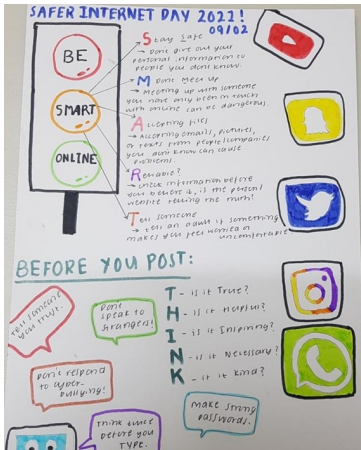 SAFER INTERNET DAY 2021!
09/02
BE
SMART
ONLINE
Stay Safe
→ Dont give out your
personal information to
people you dont know.
Dont Meet up
→ Meeting up with someone
you have only been in touch
with online can be dangerous.
Accepting files
→ Accepting emails, pictures,
or texts from people/companies
you dont know can cause
problems.
Reliable?
→ check information before
you believe it, is the person/
website telling the truth?
Tell someone
→ tell an adult if something
makes you feel worried or
uncomfortable
BEFORE YOU POST:
T - is it True?
H - is it Helpful?
I - is it Inspiring?
N - is it Necessary?
K - is it Kind?
Tell someone
you trust.
Dont
speak to
strangers!
Don't respond
to cyber-
bullying!
Think twice
before you
TYPE.
Make strong
passwords.